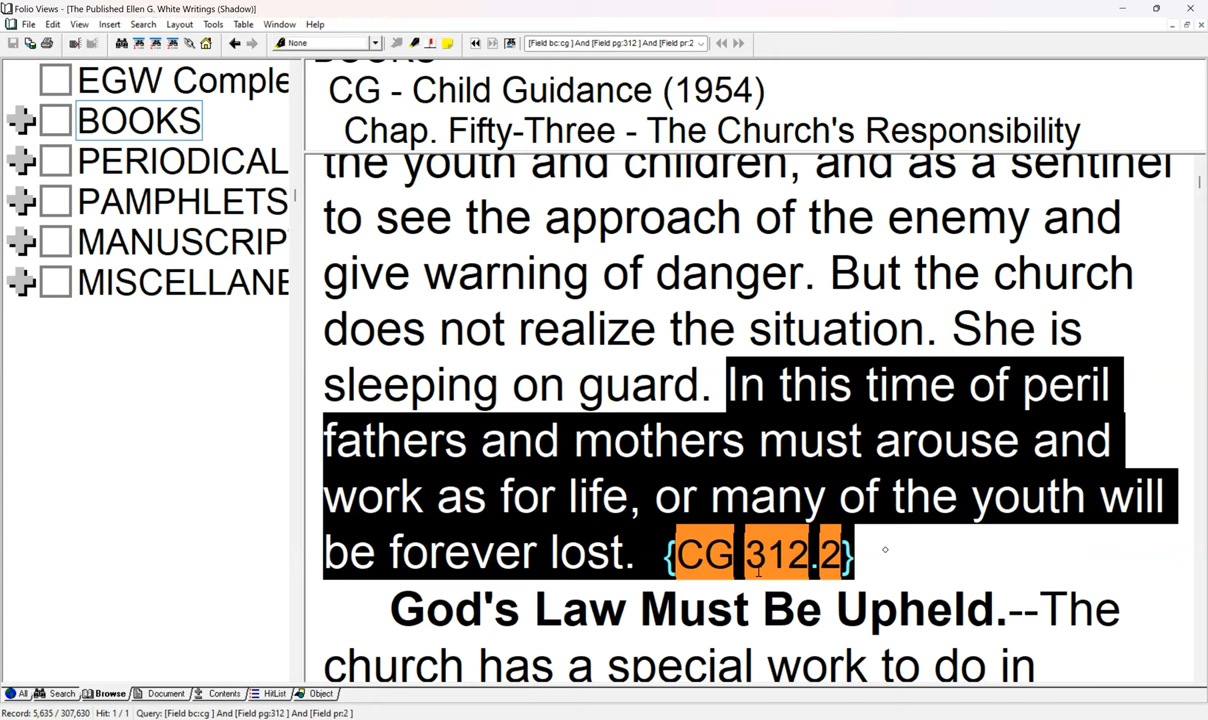 Folio Views - [The Published Ellen G. White Writings (Shadow)]
File Edit View Insert Search Layout Tools Table Window Help
None
[Field bc:cg ] And [Field pg:312 ] And [Field pr:2
EGW Comple
BOOKS
PERIODICAL
PAMPHLETS
MANUSCRIP
MISCELLANE
CG - Child Guidance (1954)
Chap. Fifty-Three - The Church's Responsibility
the youth and children, and as a sentinel
to see the approach of the enemy and
give warning of danger. But the church
does not realize the situation. She is
sleeping on guard. In this time of peril
fathers and mothers must arouse and
work as for life, or many of the youth will
be forever lost. {CG 312.2}
God's Law Must Be Upheld.--The
church has a special work to do in
All Search Browse Document Contents HitList Object
Record: 5,635 / 307,630 Hit: 1 / 1 Query: [Field bc:cg ] And [Field pg:312 ] And [Field pr:2 ]